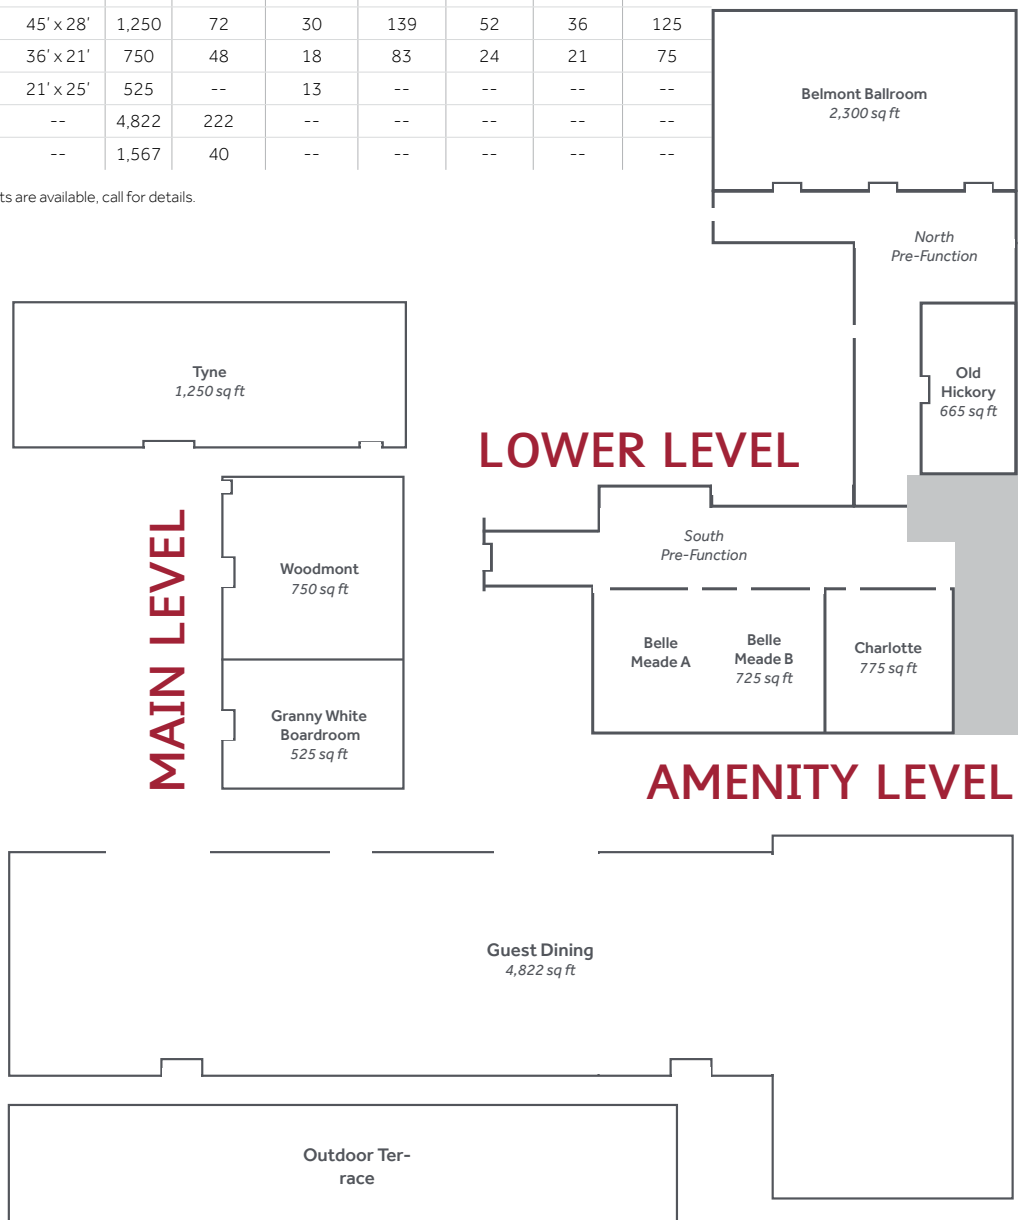 45' x 28' 1,250 72 30 139 52 36 125
36' x 21' 750 48 18 83 24 21 75
21' x 25' 525 -- 13 -- -- -- --
-- 4,822 222 -- -- -- -- --
-- 1,567 40 -- -- -- -- --
ts are available, call for details.
Belmont Ballroom
2,300 sq ft
North
Pre-Function
Old
Hickory
665 sq ft
Tyne
1,250 sq ft
LOWER LEVEL
South
Pre-Function
MAIN LEVEL
Woodmont
750 sq ft
Granny White
Boardroom
525 sq ft
Belle
Meade A
Belle
Meade B
725 sq ft
Charlotte
775 sq ft
AMENITY LEVEL
Guest Dining
4,822 sq ft
Outdoor Ter-
race